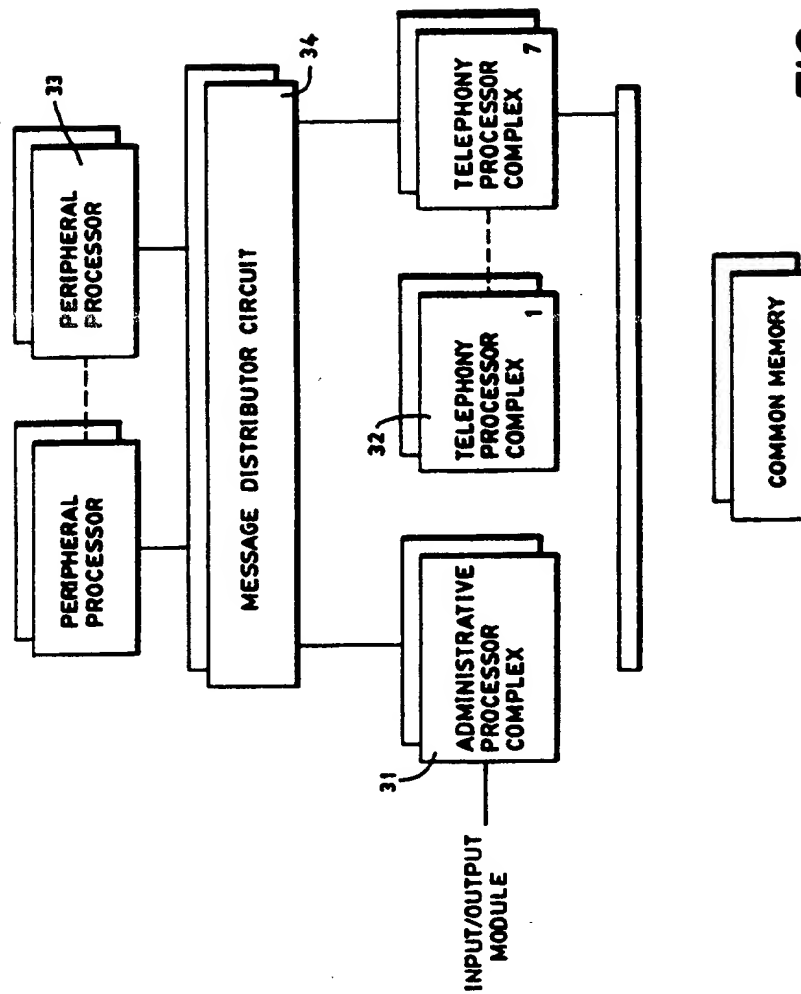 PERIPHERAL
PROCESSOR
PERIPHERAL
PROCESSOR
33
MESSAGE DISTRIBUTOR CIRCUIT
34
31
ADMINISTRATIVE
PROCESSOR
COMPLEX
32
TELEPHONY
PROCESSOR
COMPLEX
1
TELEPHONY
PROCESSOR
COMPLEX
7
INPUT/OUTPUT
MODULE
COMMON MEMORY